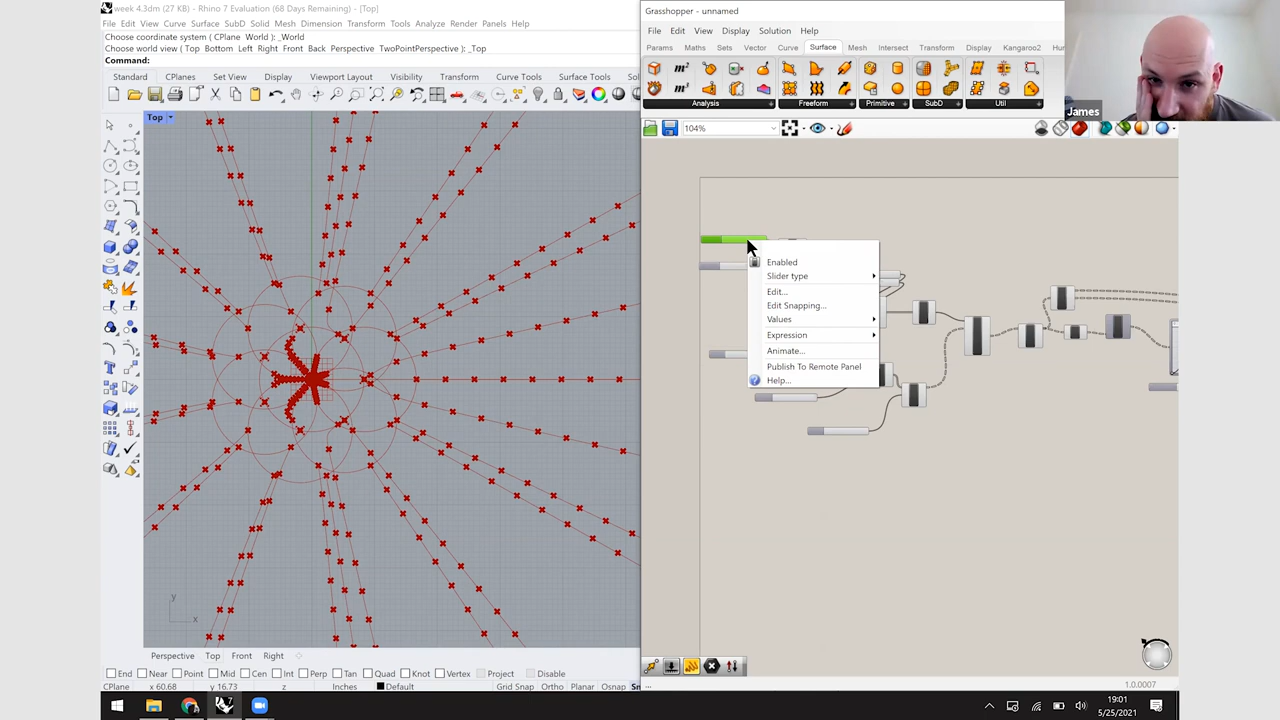 week 4.3dm (27 KB) - Rhino 7 Evaluation (68 Days Remaining) - [Top]
File Edit View Curve Surface SubD Solid Mesh Dimension Transform Tools Analyze Render Panels Help
Choose coordinate system ( CPlane World ) : _World
Choose world view ( Top Bottom Left Right Front Back Perspective TwoPointPerspective ): _Top
Command:
Standard CPlanes Set View Display Viewport Layout Visibility Transform Curve Tools Surface Tools
Top
y
x
Perspective Top Front Right
End Near Point Mid Cen Int Perp Tan Quad Knot Vertex Project Disable
CPlane x 60.68 y 16.73 z Inches Default Grid Snap Ortho Planar Osnap
Grasshopper - unnamed
File Edit View Display Solution Help
Params Maths Sets Vector Curve Surface Mesh Intersect Transform Display Kangaroo2
Analysis Freeform Primitive SubD Util
104%
James
Enabled
Slider type
Edit...
Edit Snapping...
Values
Expression
Animate...
Publish To Remote Panel
Help...
...
1.0.0007
19:01
5/25/2021